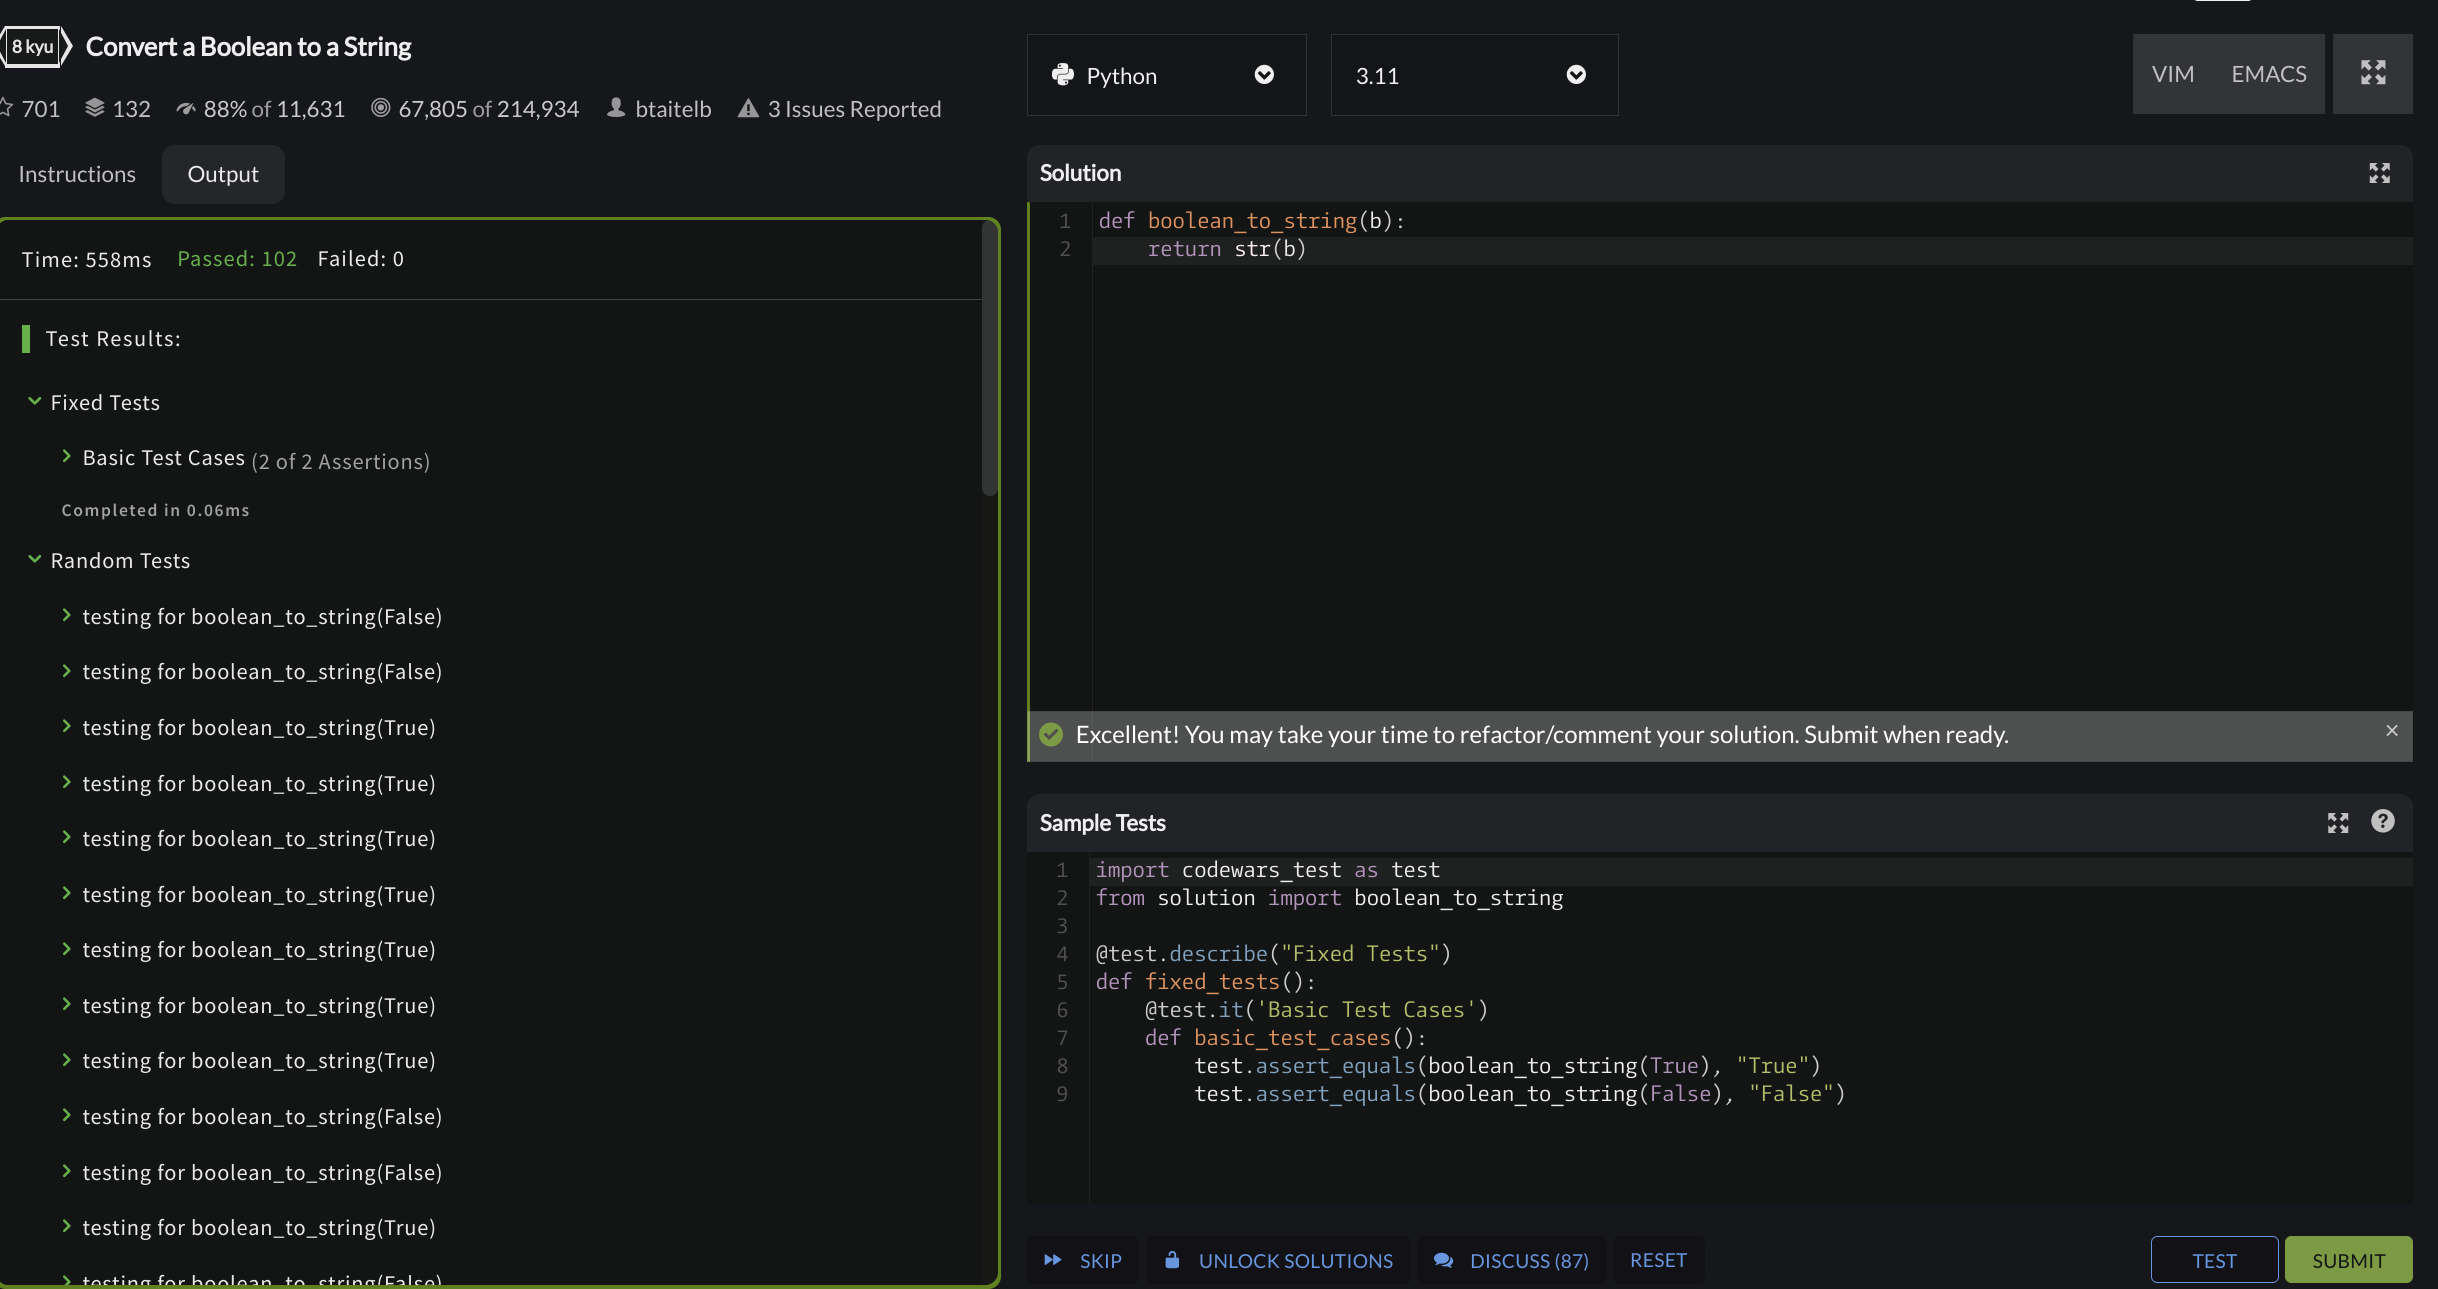 8 kyu Convert a Boolean to a String
701 132 88% of 11,631 67,805 of 214,934 btaitelb 3 Issues Reported
Instructions Output
Time: 558ms Passed: 102 Failed: 0
Test Results:
Fixed Tests
Basic Test Cases (2 of 2 Assertions)
Completed in 0.06ms
Random Tests
testing for boolean_to_string(False)
testing for boolean_to_string(False)
testing for boolean_to_string(True)
testing for boolean_to_string(True)
testing for boolean_to_string(True)
testing for boolean_to_string(True)
testing for boolean_to_string(True)
testing for boolean_to_string(True)
testing for boolean_to_string(True)
testing for boolean_to_string(False)
testing for boolean_to_string(False)
testing for boolean_to_string(True)
testing for boolean_to_string(False)
Python 3.11 VIM EMACS
Solution
1 def boolean_to_string(b):
2     return str(b)
Excellent! You may take your time to refactor/comment your solution. Submit when ready.
Sample Tests
1 import codewars_test as test
2 from solution import boolean_to_string
3
4 @test.describe("Fixed Tests")
5 def fixed_tests():
6     @test.it('Basic Test Cases')
7     def basic_test_cases():
8         test.assert_equals(boolean_to_string(True), "True")
9         test.assert_equals(boolean_to_string(False), "False")
SKIP UNLOCK SOLUTIONS DISCUSS (87) RESET TEST SUBMIT